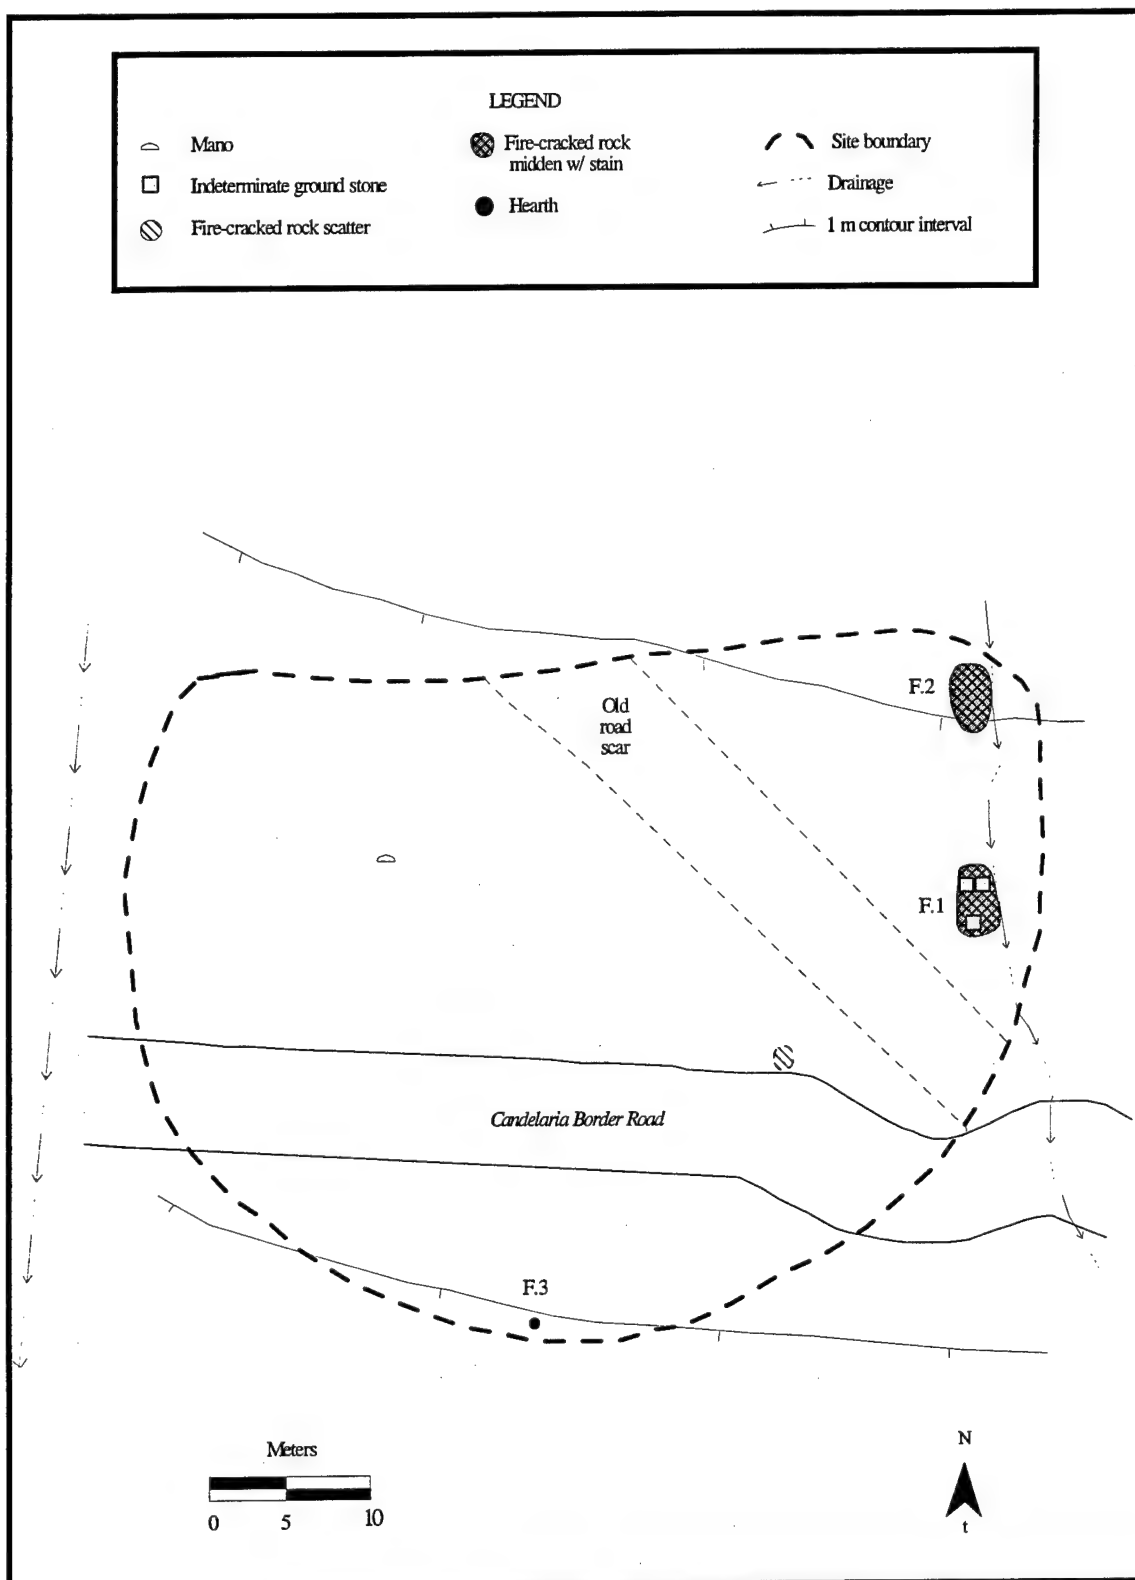 LEGEND
Mano
Indeterminate ground stone
Fire-cracked rock scatter
Fire-cracked rock
midden w/ stain
Hearth
Site boundary
Drainage
1 m contour interval
F.2
Old
road
scar
F.1
Candelaria Border Road
F.3
Meters
0 5 10
N
t